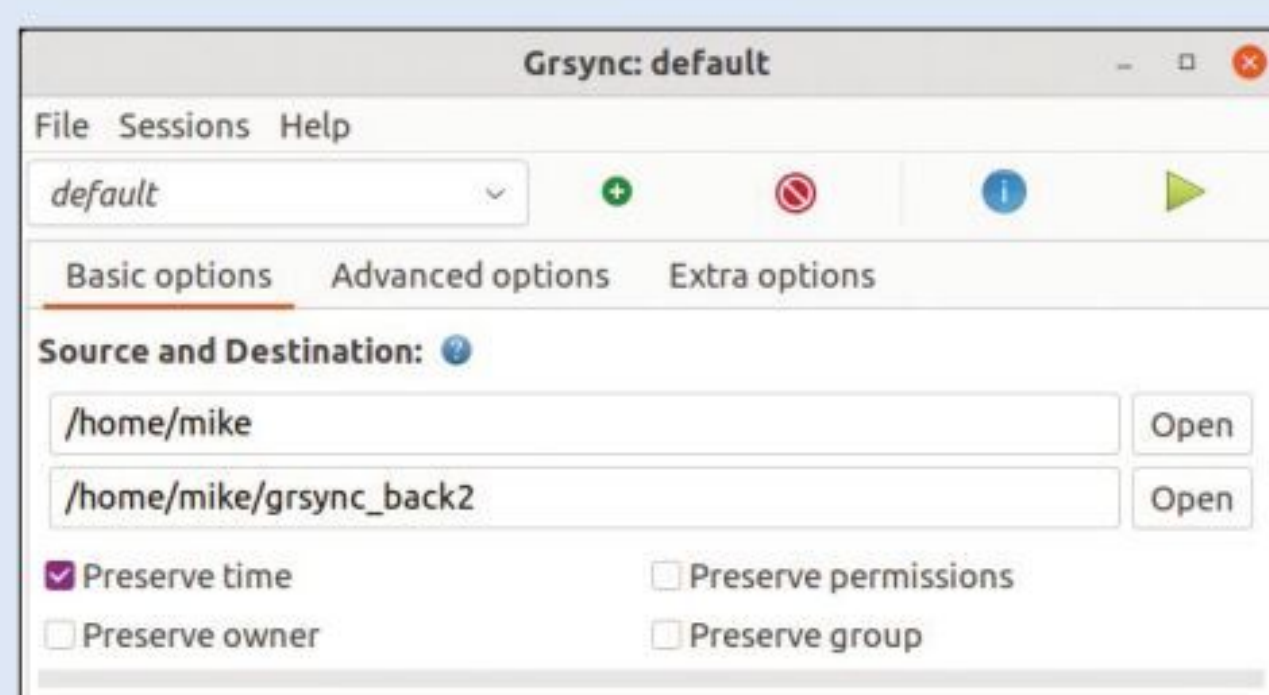 Grsync: default
File Sessions Help
default
Basic options Advanced options Extra options
Source and Destination:
/home/mike Open
/home/mike/grsync_back2 Open
Preserve time Preserve permissions
Preserve owner Preserve group